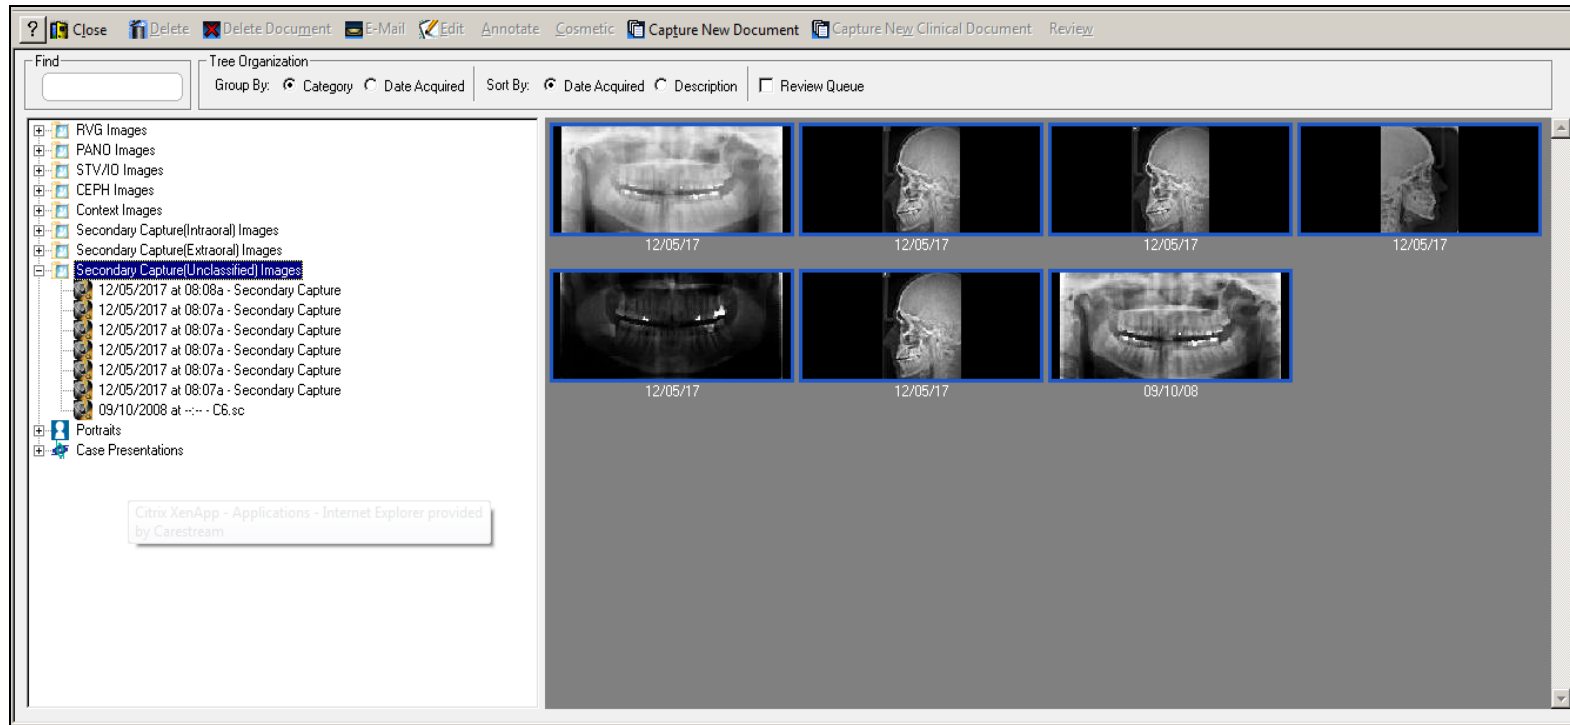 ? Close Delete Delete Document E-Mail Edit Annotate Cosmetic Capture New Document Capture New Clinical Document Review
Find
Tree Organization
Group By: Category Date Acquired Sort By: Date Acquired Description Review Queue
RVG Images
PANO Images
STV/IO Images
CEPH Images
Context Images
Secondary Capture(Intraoral) Images
Secondary Capture(Extraoral) Images
Secondary Capture(Unclassified) Images
12/05/2017 at 08:08a - Secondary Capture
12/05/2017 at 08:07a - Secondary Capture
12/05/2017 at 08:07a - Secondary Capture
12/05/2017 at 08:07a - Secondary Capture
12/05/2017 at 08:07a - Secondary Capture
12/05/2017 at 08:07a - Secondary Capture
09/10/2008 at --:-- - C6.sc
Portraits
Case Presentations
Citrix XenApp - Applications - Internet Explorer provided
by Carestream
12/05/17 12/05/17 12/05/17 12/05/17
12/05/17 12/05/17 09/10/08